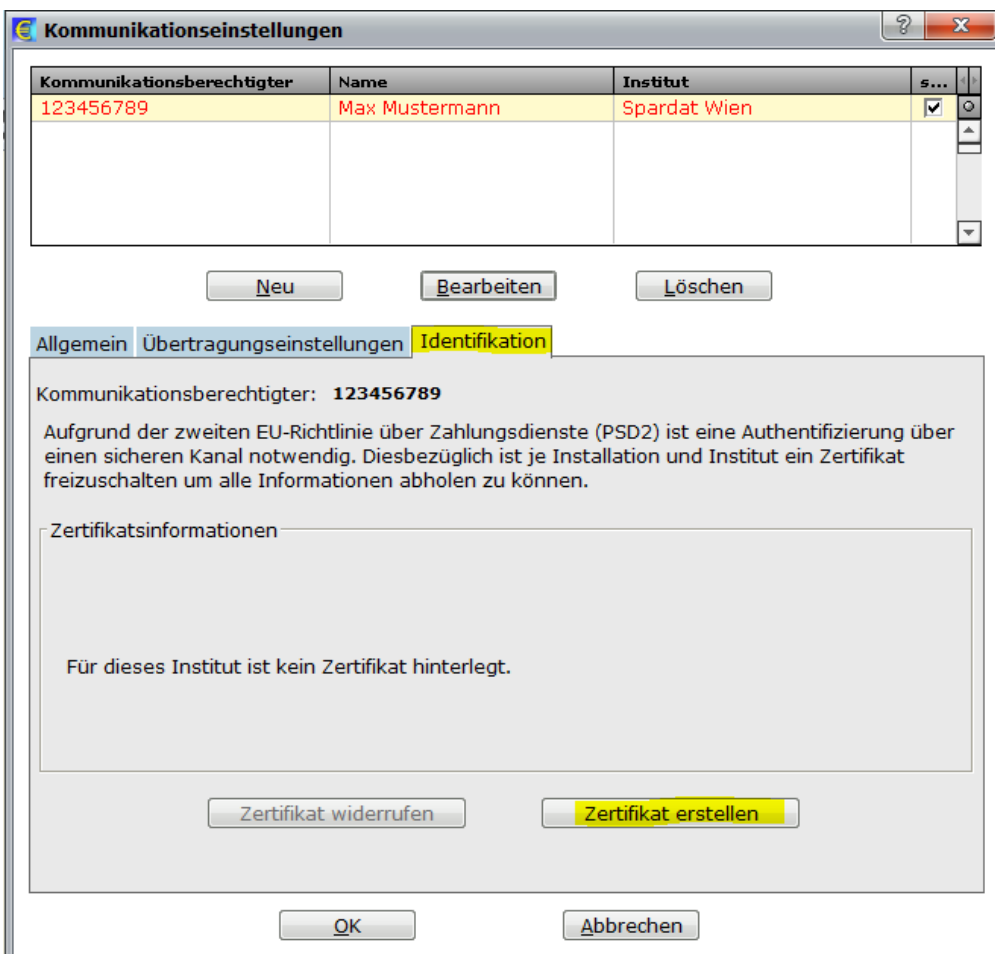 Kommunikationseinstellungen
Kommunikationsberechtigter Name Institut s...
123456789 Max Mustermann Spardat Wien
Neu Bearbeiten Löschen
Allgemein Übertragungseinstellungen Identifikation
Kommunikationsberechtigter: 123456789
Aufgrund der zweiten EU-Richtlinie über Zahlungsdienste (PSD2) ist eine Authentifizierung über
einen sicheren Kanal notwendig. Diesbezüglich ist je Installation und Institut ein Zertifikat
freizuschalten um alle Informationen abholen zu können.
Zertifikatsinformationen
Für dieses Institut ist kein Zertifikat hinterlegt.
Zertifikat widerrufen Zertifikat erstellen
OK Abbrechen